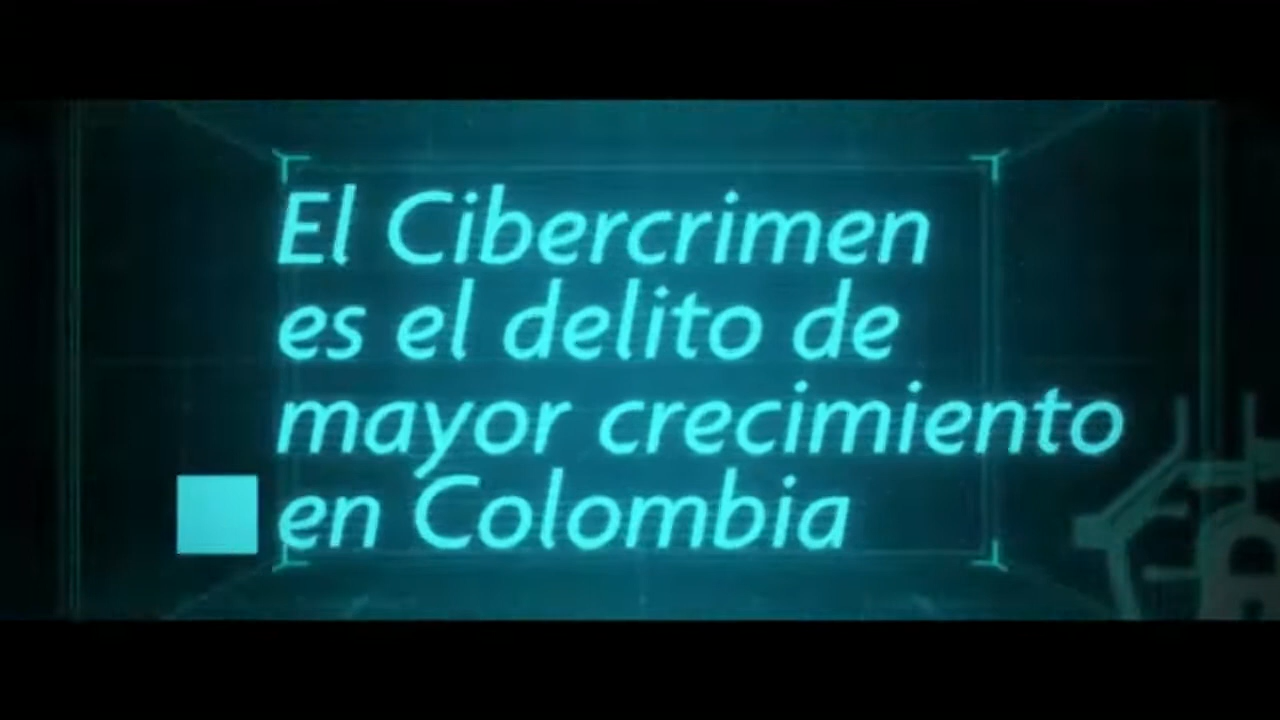 El Cibercrimen
es el delito de
mayor crecimiento
en Colombia